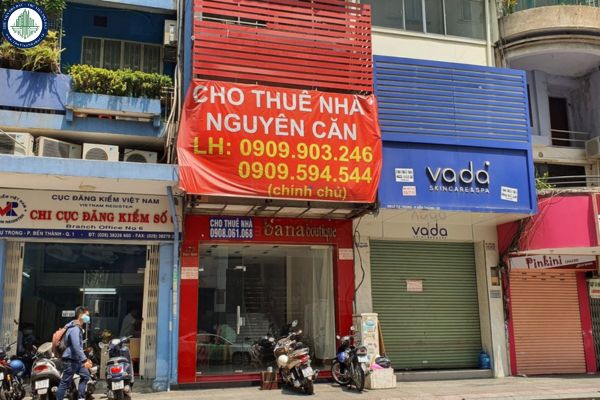 CỤC ĐĂNG KIỂM VIỆT NAM
VIETNAM REGISTER
CHI CỤC ĐĂNG KIỂM SỐ
Branch Office No 6
CHO THUÊ NHÀ
NGUYÊN CĂN
LH: 0909.903.246
0909.594.544
(chính chủ)
CHO THUÊ NHÀ
0908.061.068
Sana boutique
vada
SKINCARE&SPA
vada
Pinkini